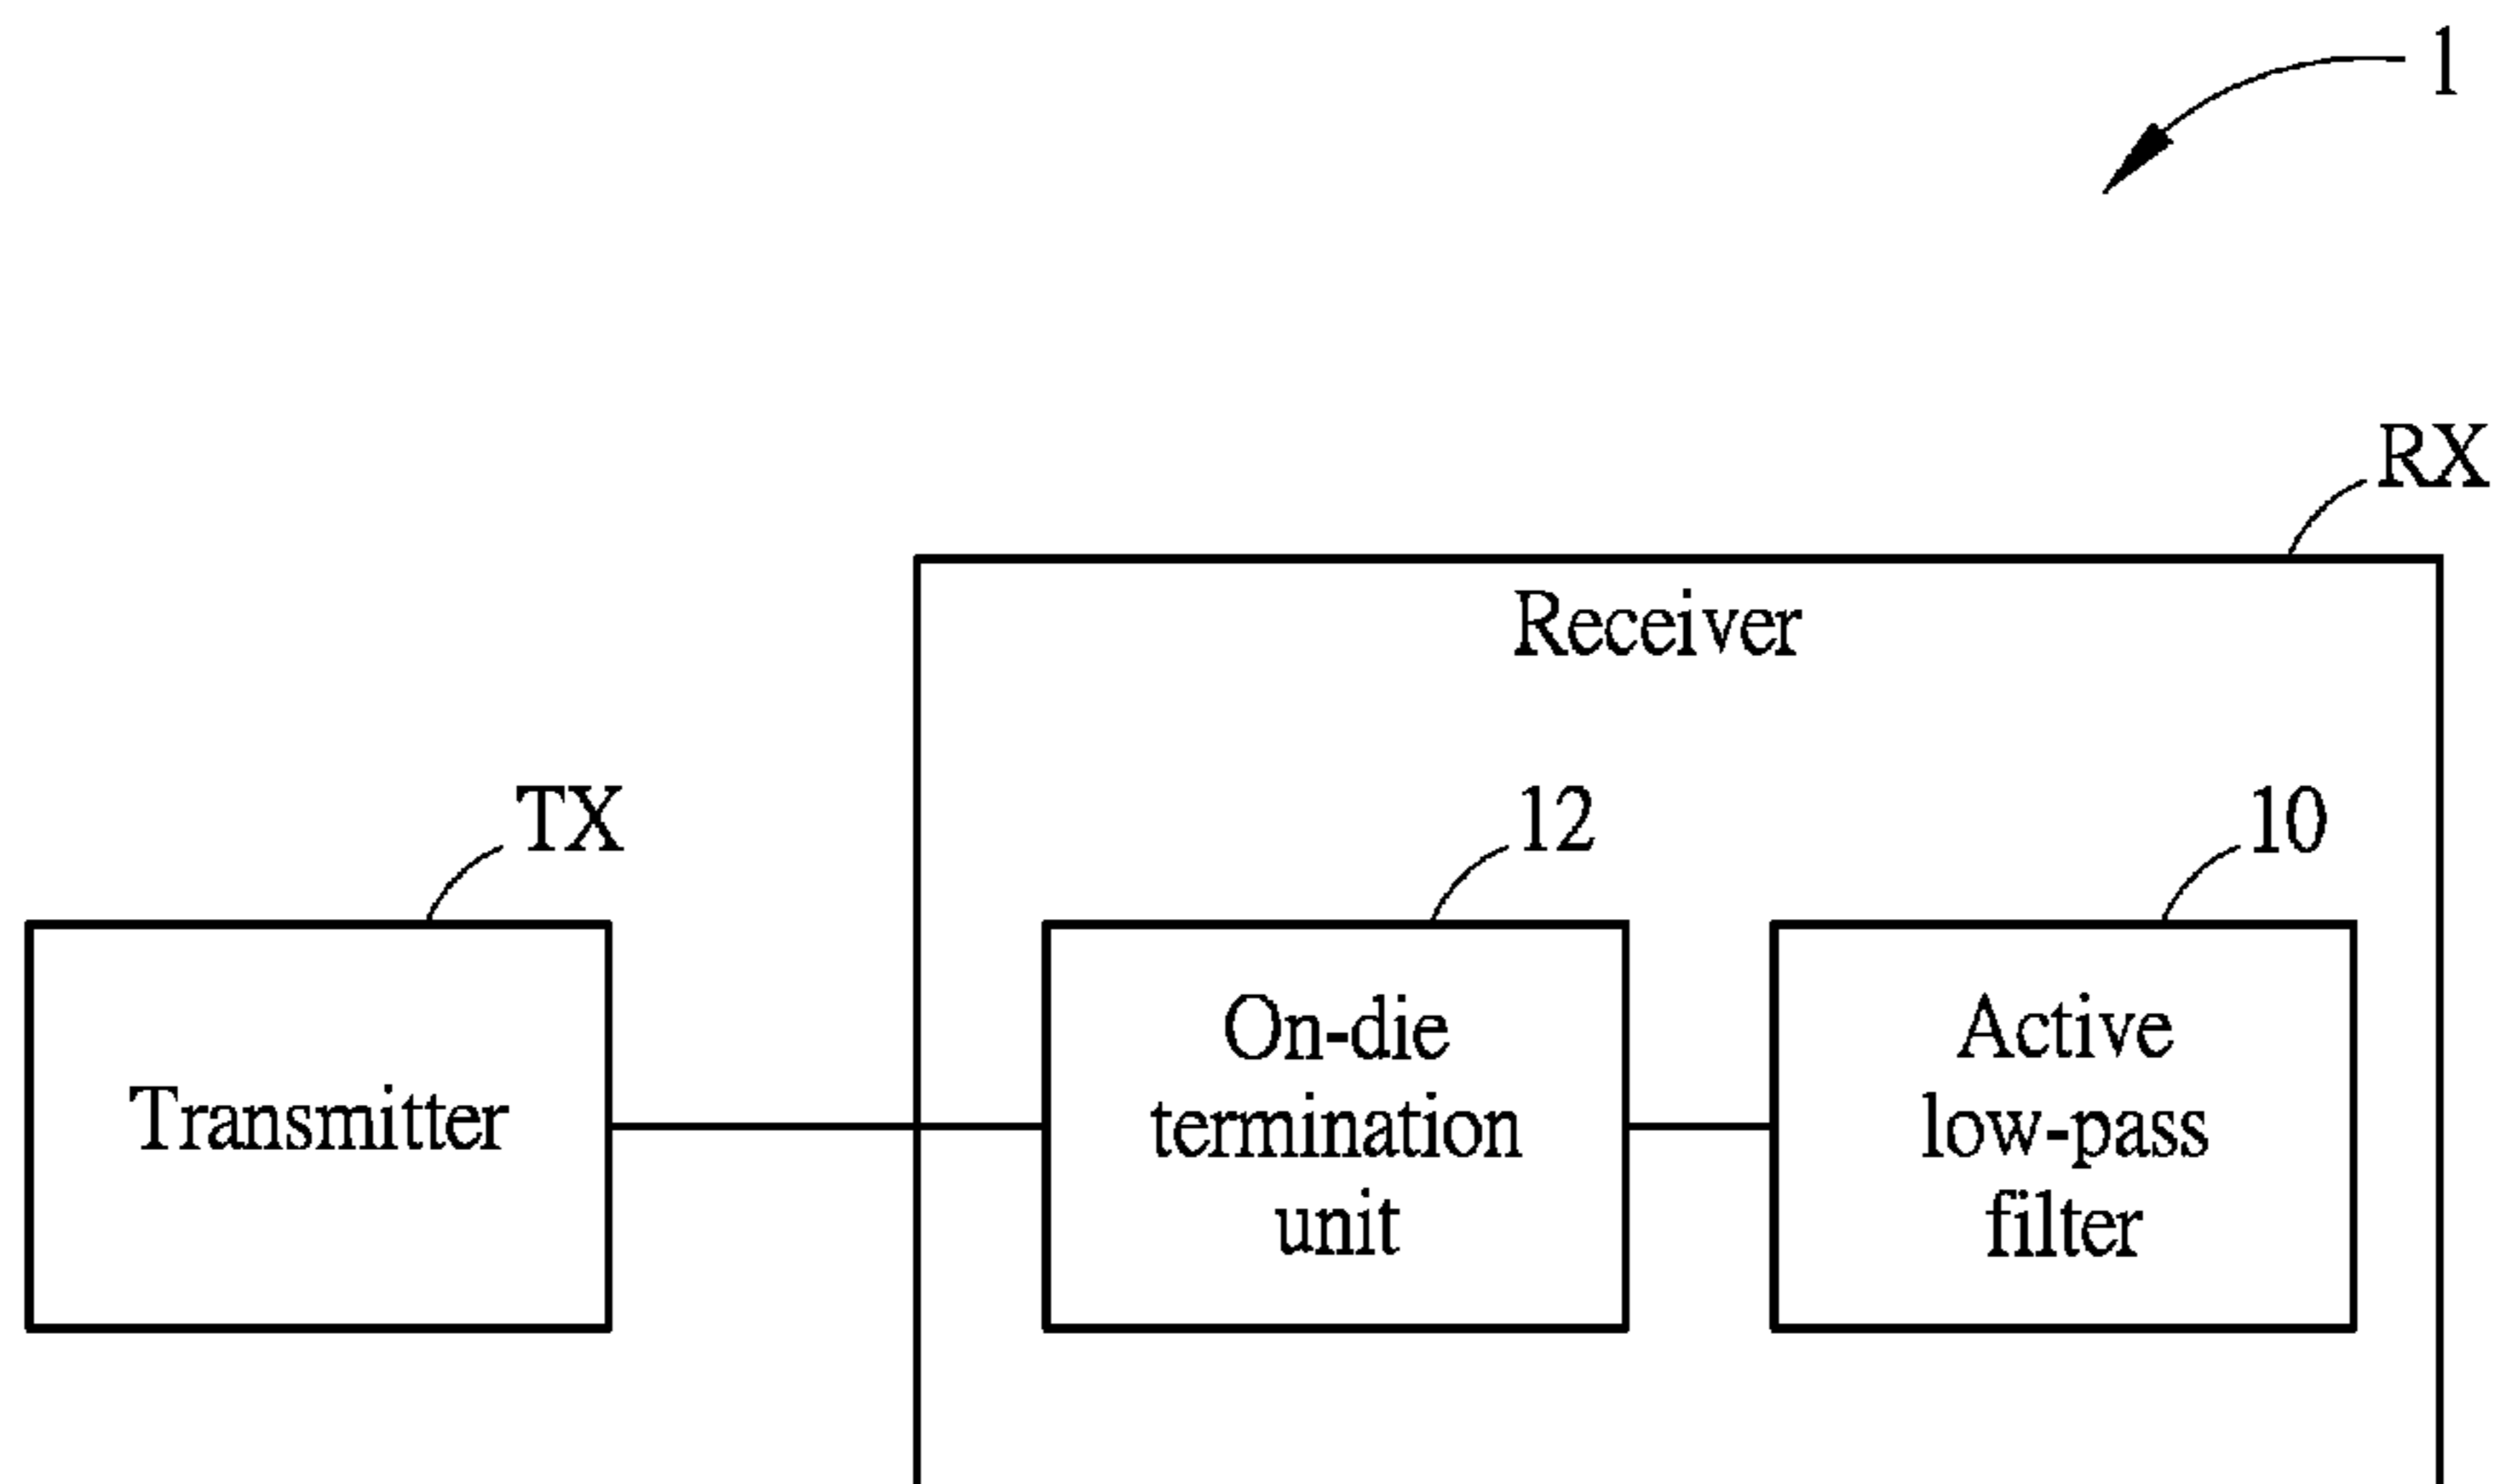 1
RX
Receiver
TX
12
10
Transmitter
On-die
termination
unit
Active
low-pass
filter